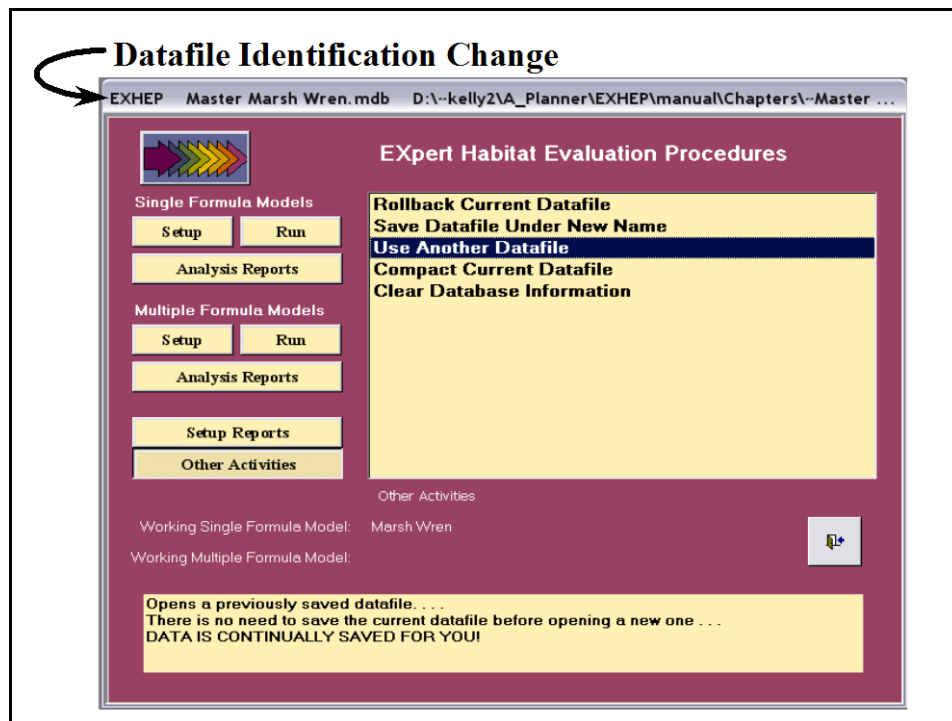 Datafile Identification Change
EXHEP Master Marsh Wren.mdb D:\~kelly2\A_Planner\EXHEP\manual\Chapters\~Master ...
EXpert Habitat Evaluation Procedures
Single Formula Models
Setup Run
Analysis Reports
Multiple Formula Models
Setup Run
Analysis Reports
Setup Reports
Other Activities
Rollback Current Datafile
Save Datafile Under New Name
Use Another Datafile
Compact Current Datafile
Clear Database Information
Other Activities
Working Single Formula Model: Marsh Wren
Working Multiple Formula Model:
Opens a previously saved datafile. . . .
There is no need to save the current datafile before opening a new one . . .
DATA IS CONTINUALLY SAVED FOR YOU!